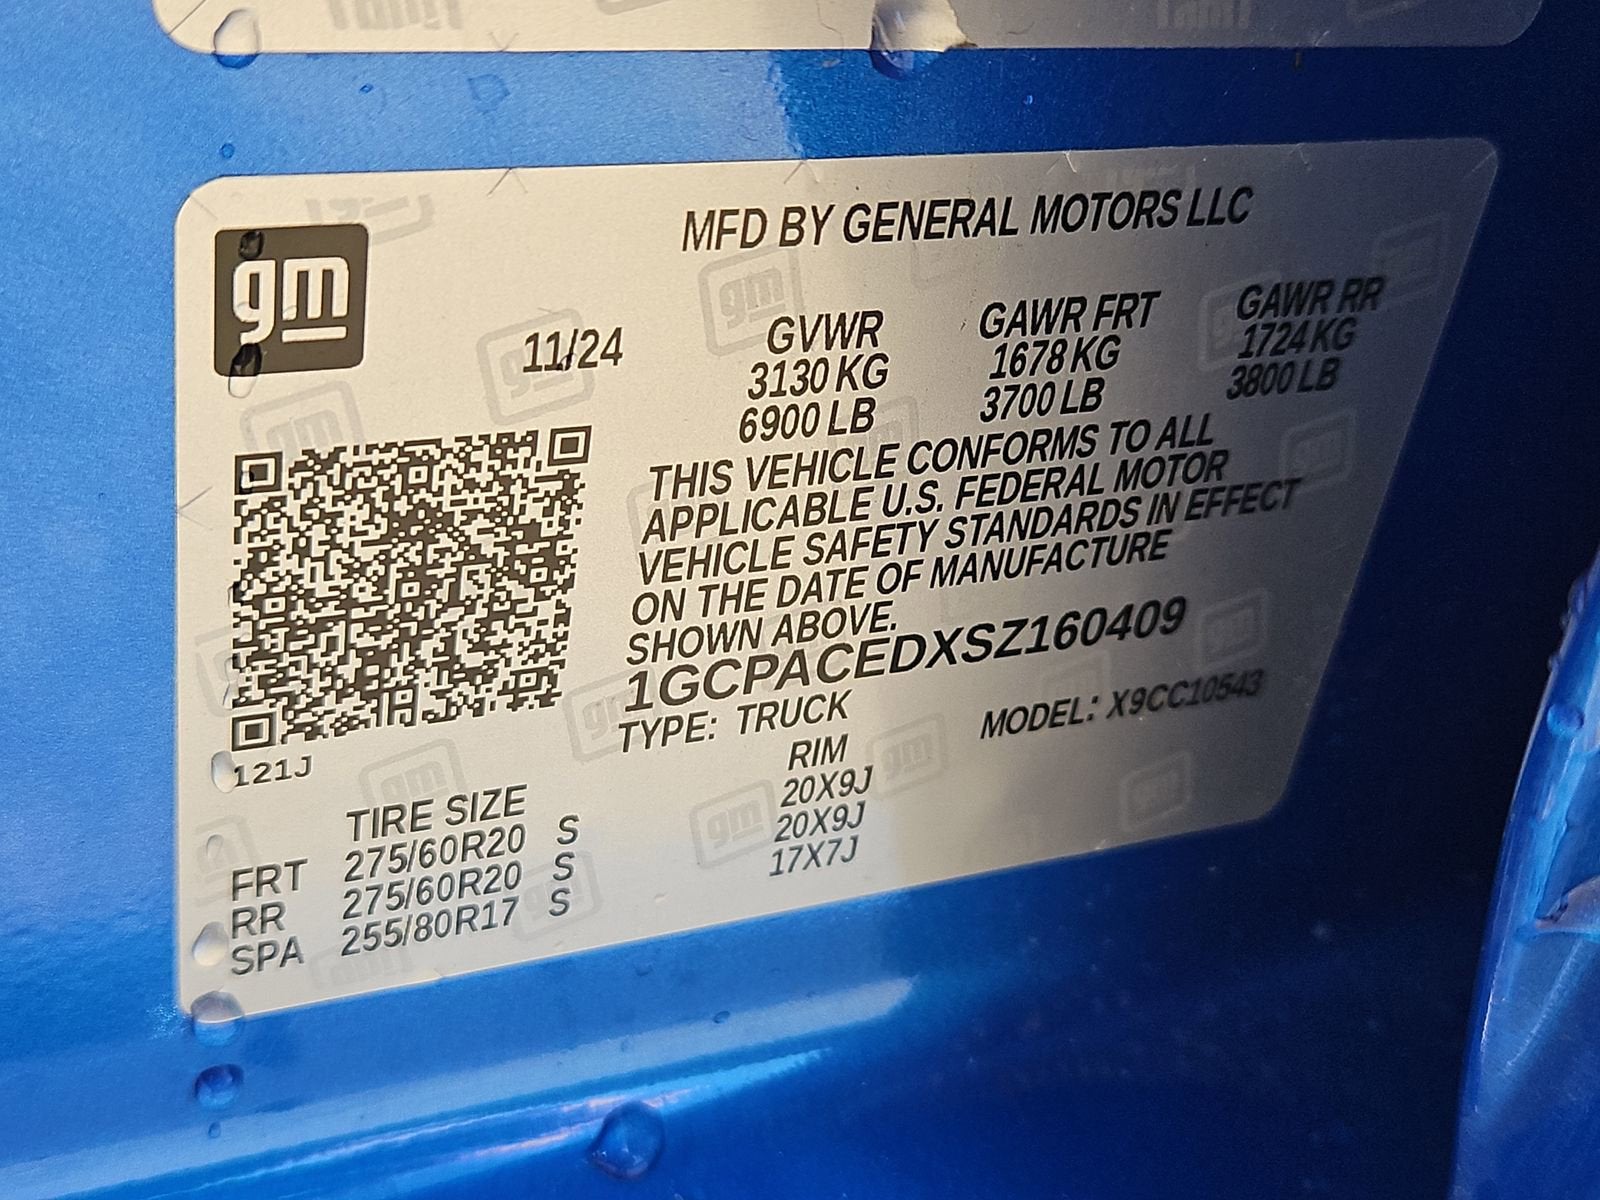 gm
MFD BY GENERAL MOTORS LLC
11/24
GVWR GAWR FRT GAWR RR
3130 KG 1678 KG 1724 KG
6900 LB 3700 LB 3800 LB
THIS VEHICLE CONFORMS TO ALL
APPLICABLE U.S. FEDERAL MOTOR
VEHICLE SAFETY STANDARDS IN EFFECT
ON THE DATE OF MANUFACTURE
SHOWN ABOVE.
1GCPACEDXSZ160409
TYPE: TRUCK MODEL: X9CC10543
121J
TIRE SIZE RIM
FRT 275/60R20 S 20X9J
RR 275/60R20 S 20X9J
SPA 255/80R17 S 17X7J